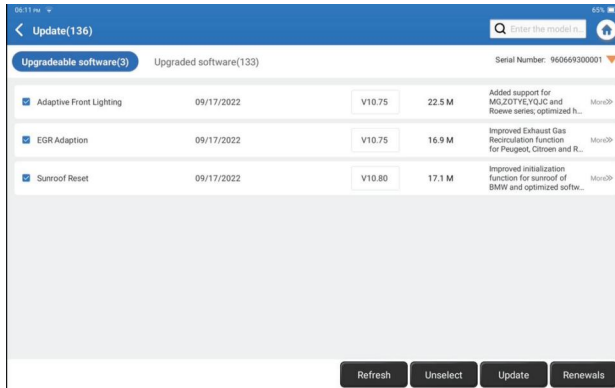 06:11 PM
65%
Update(136)
Enter the model n...
Upgradeable software(3)
Upgraded software(133)
Serial Number: 960669300001
Adaptive Front Lighting
09/17/2022
V10.75
22.5 M
Added support for
MG,ZOTYE,YQJC and
Roewe series; optimized h...
More
EGR Adaption
09/17/2022
V10.75
16.9 M
Improved Exhaust Gas
Recirculation function
for Peugeot, Citroen and R...
More
Sunroof Reset
09/17/2022
V10.80
17.1 M
Improved initialization
function for sunroof of
BMW and optimized softw...
More
Refresh
Unselect
Update
Renewals